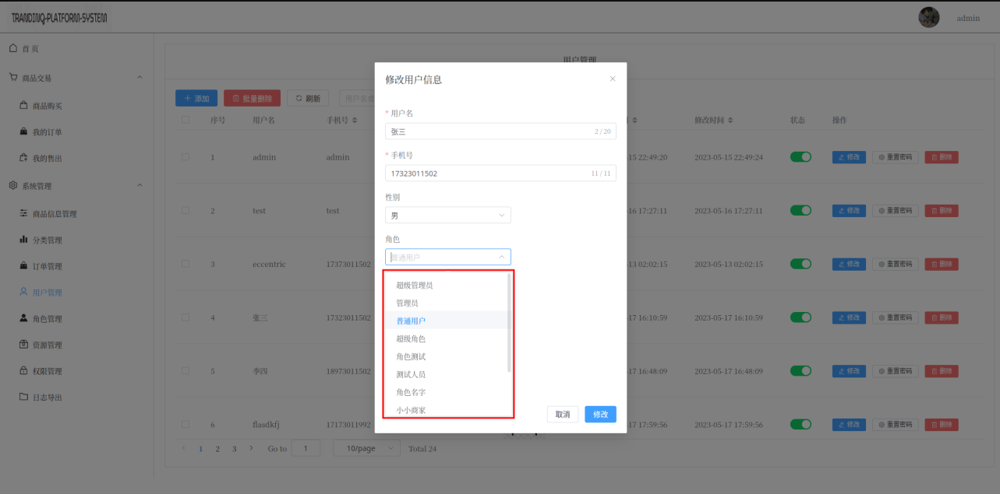 TRANDINQ-PLATFORM-SYSTEM
admin
首页
商品交易
商品购买
我的订单
我的售出
系统管理
商品信息管理
分类管理
订单管理
用户管理
角色管理
资源管理
权限管理
日志导出
用户管理
添加 批量删除 刷新 用户名或
序号 用户名 手机号 修改时间 状态 操作
1 admin admin 15 22:49:20 2023-05-15 22:49:24 修改 重置密码 删除
2 test test 16 17:27:11 2023-05-16 17:27:11 修改 重置密码 删除
3 eccentric 17373011502 13 02:02:15 2023-05-13 02:02:15 修改 重置密码 删除
4 张三 17323011502 17 16:10:59 2023-05-17 16:10:59 修改 重置密码 删除
5 李四 18973011502 17 16:48:09 2023-05-17 16:48:09 修改 重置密码 删除
6 flasdkfj 17173011992 17 17:59:56 2023-05-17 17:59:56 修改 重置密码 删除
1 2 3 Go to 1 10/page Total 24
修改用户信息
* 用户名
张三 2 / 20
* 手机号
17323011502 11 / 11
性别
男
角色
普通用户
超级管理员
管理员
普通用户
超级角色
角色测试
测试人员
角色名字
小小商家
取消 修改